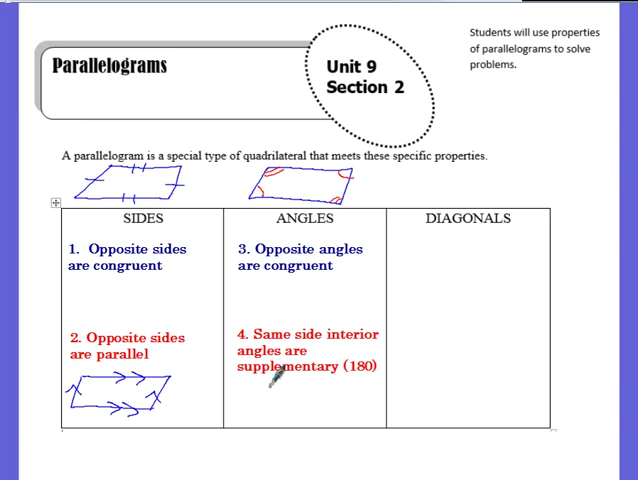 Students will use properties
of parallelograms to solve
problems.
Parallelograms
Unit 9
Section 2
A parallelogram is a special type of quadrilateral that meets these specific properties.
SIDES
ANGLES
DIAGONALS
1. Opposite sides
are congruent
3. Opposite angles
are congruent
2. Opposite sides
are parallel
4. Same side interior
angles are
supplementary (180)